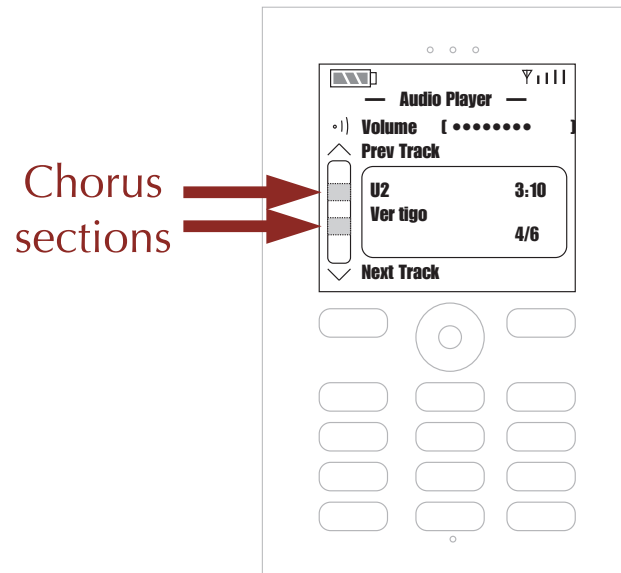 Audio Player
Volume [ •••••••• ]
Prev Track
Chorus
sections
U2 3:10
Ver tigo
4/6
Next Track